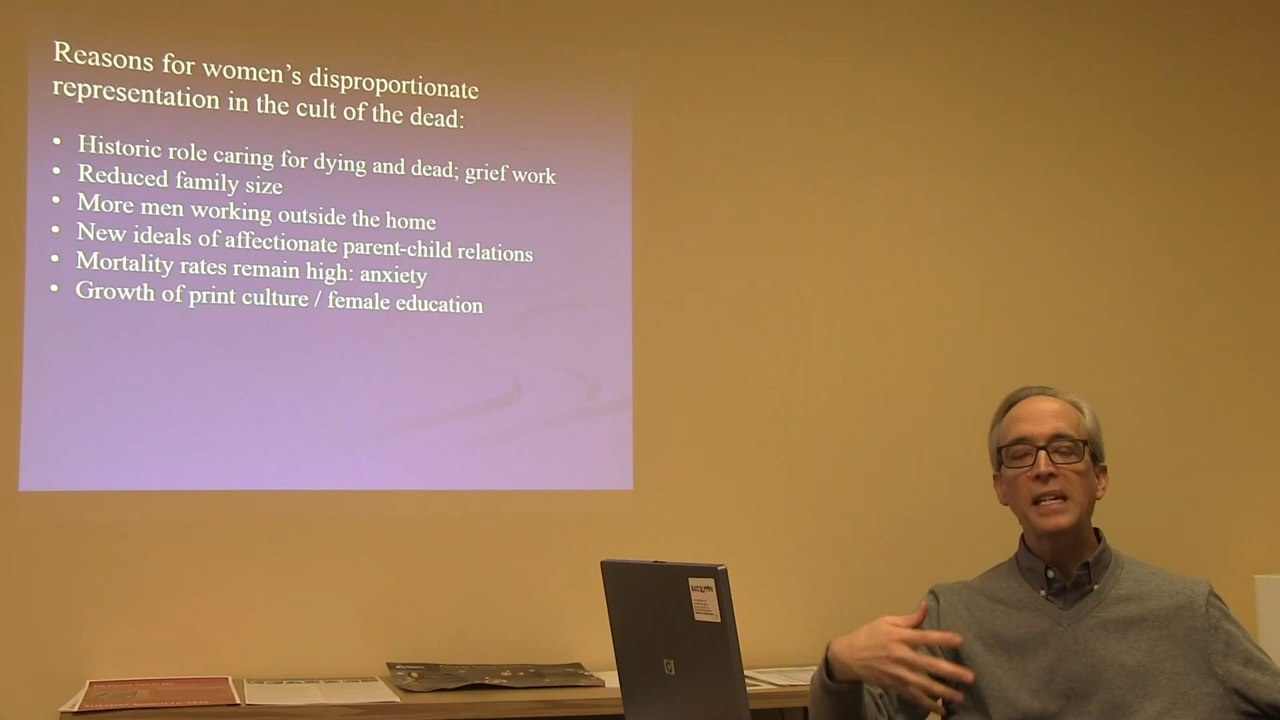 Reasons for women's disproportionate
representation in the cult of the dead:
• Historic role caring for dying and dead; grief work
• Reduced family size
• More men working outside the home
• New ideals of affectionate parent-child relations
• Mortality rates remain high: anxiety
• Growth of print culture / female education
hp